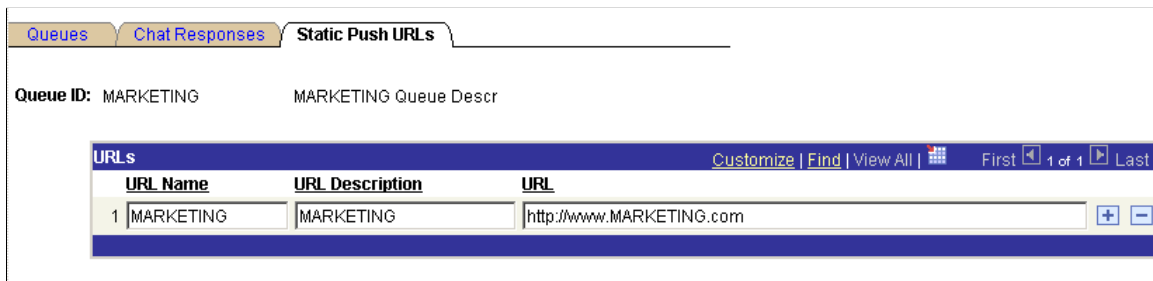 Queues Chat Responses Static Push URLs
Queue ID: MARKETING MARKETING Queue Descr
URLs Customize | Find | View All | First 1 of 1 Last
URL Name URL Description URL
1 MARKETING MARKETING http://www.MARKETING.com